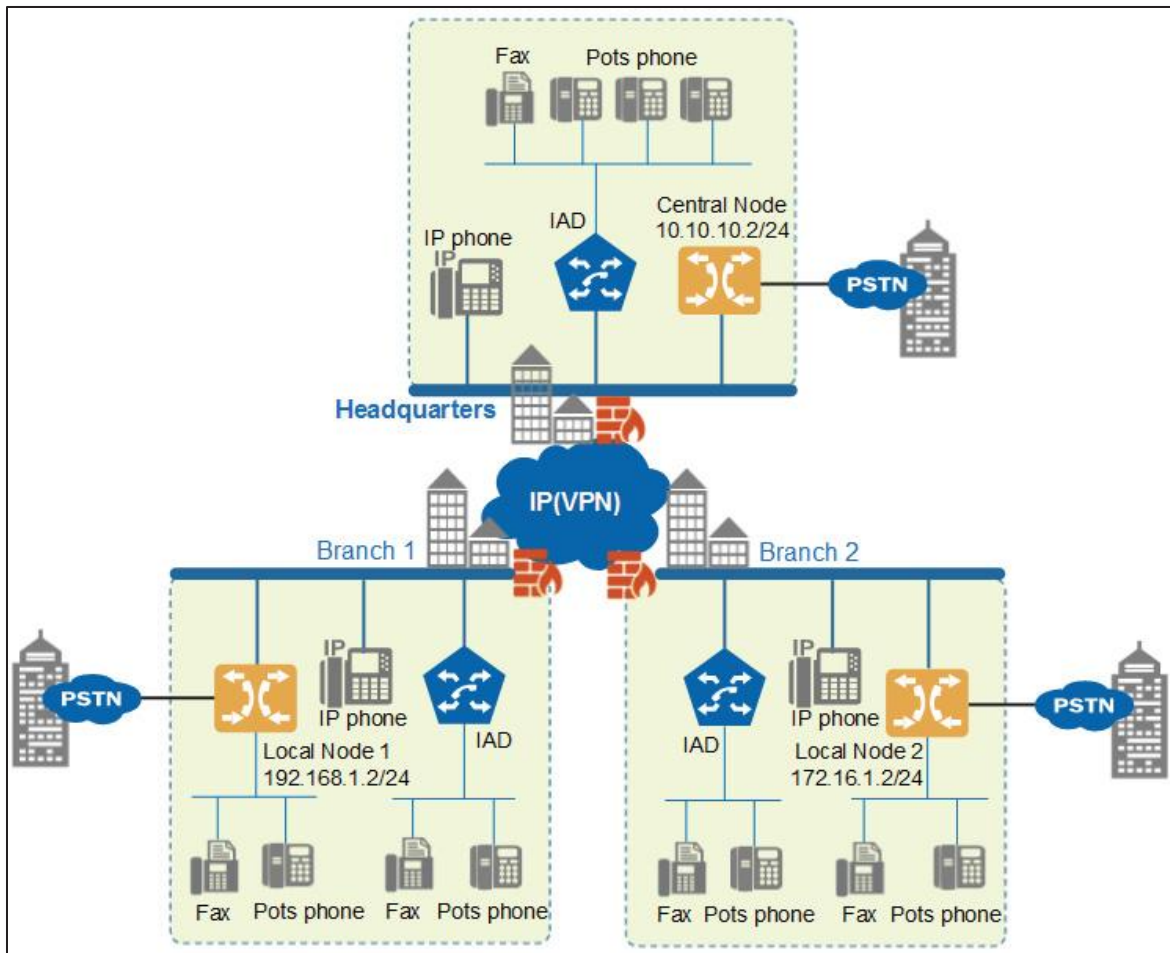 Fax
Pots phone
IAD
Central Node
10.10.10.2/24
IP phone
IP
PSTN
Headquarters
IP(VPN)
Branch 1
Branch 2
IP
PSTN
IP phone
IAD
Local Node 1
192.168.1.2/24
Fax
Pots phone
Fax
Pots phone
IP
PSTN
IP phone
IAD
Local Node 2
172.16.1.2/24
Fax
Pots phone
Fax
Pots phone